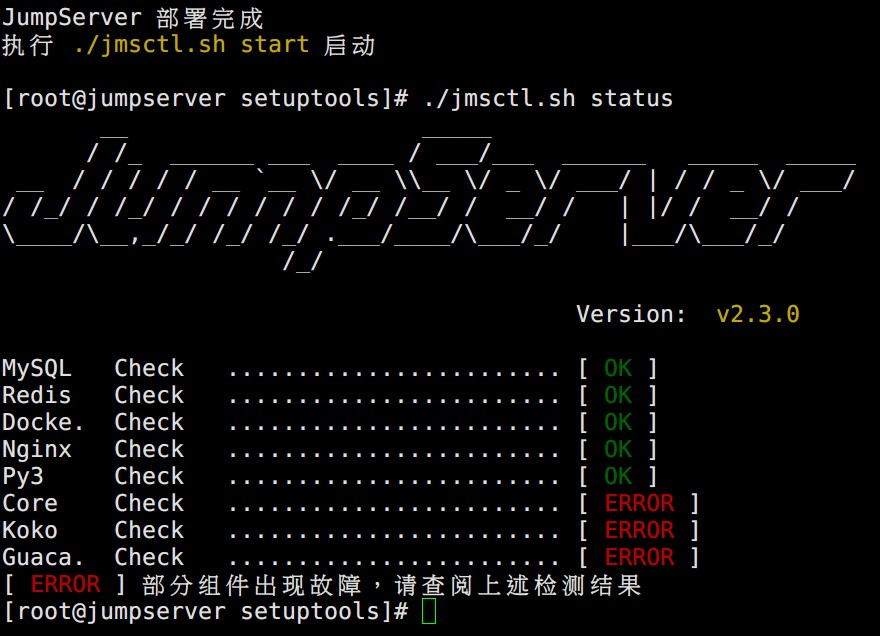 JumpServer 部署完成
执行 ./jmsctl.sh start 启动
[root@jumpserver setuptools]# ./jmsctl.sh status
JumpServer
Version: v2.3.0
MySQL Check ........................ [ OK ]
Redis Check ........................ [ OK ]
Docke. Check ........................ [ OK ]
Nginx Check ........................ [ OK ]
Py3 Check ........................ [ OK ]
Core Check ........................ [ ERROR ]
Koko Check ........................ [ ERROR ]
Guaca. Check ........................ [ ERROR ]
[ ERROR ] 部分组件出现故障，请查阅上述检测结果
[root@jumpserver setuptools]#